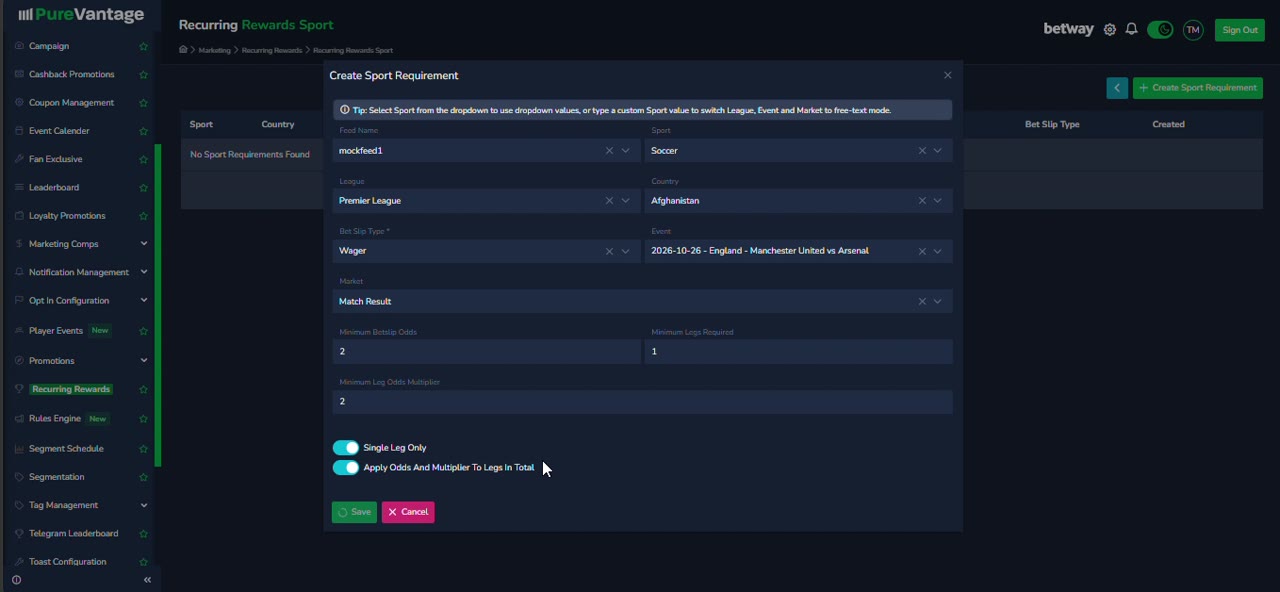 PureVantage
Recurring Rewards Sport
Marketing > Recurring Rewards > Recurring Rewards Sport
betway
TM
Sign Out
Campaign
Cashback Promotions
Coupon Management
Event Calender
Fan Exclusive
Leaderboard
Loyalty Promotions
Marketing Comps
Notification Management
Opt In Configuration
Player Events New
Promotions
Recurring Rewards
Rules Engine New
Segment Schedule
Segmentation
Tag Management
Telegram Leaderboard
Toast Configuration
+ Create Sport Requirement
Sport Country Bet Slip Type Created
No Sport Requirements Found
Create Sport Requirement
Tip: Select Sport from the dropdown to use dropdown values, or type a custom Sport value to switch League, Event and Market to free-text mode.
Feed Name Sport
mockfeed1 Soccer
League Country
Premier League Afghanistan
Bet Slip Type * Event
Wager 2026-10-26 - England - Manchester United vs Arsenal
Market
Match Result
Minimum Betslip Odds Minimum Legs Required
2 1
Minimum Leg Odds Multiplier
2
Single Leg Only
Apply Odds And Multiplier To Legs In Total
Save Cancel